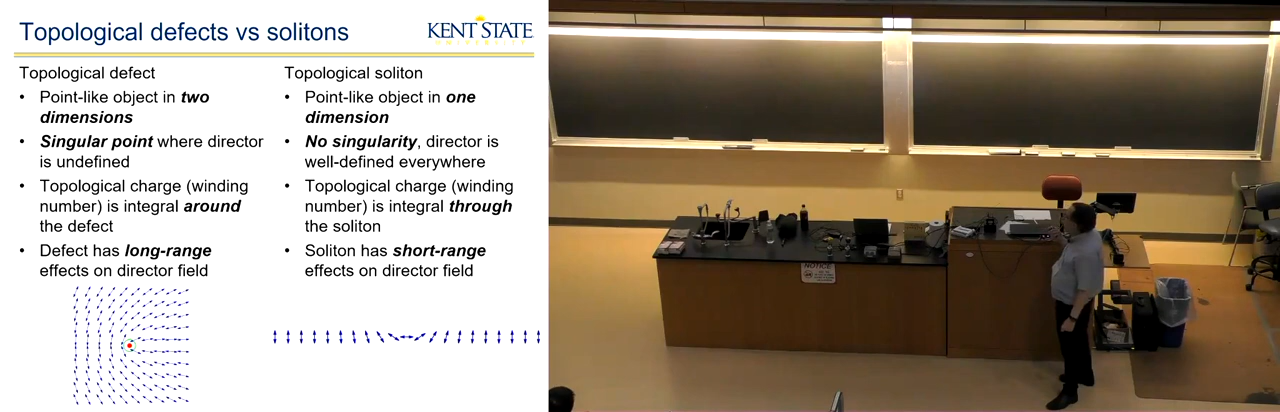 Topological defects vs solitons
KENT STATE
UNIVERSITY
Topological defect
• Point-like object in two
dimensions
• Singular point where director
is undefined
• Topological charge (winding
number) is integral around
the defect
• Defect has long-range
effects on director field
Topological soliton
• Point-like object in one
dimension
• No singularity, director is
well-defined everywhere
• Topological charge (winding
number) is integral through
the soliton
• Soliton has short-range
effects on director field
NOTICE